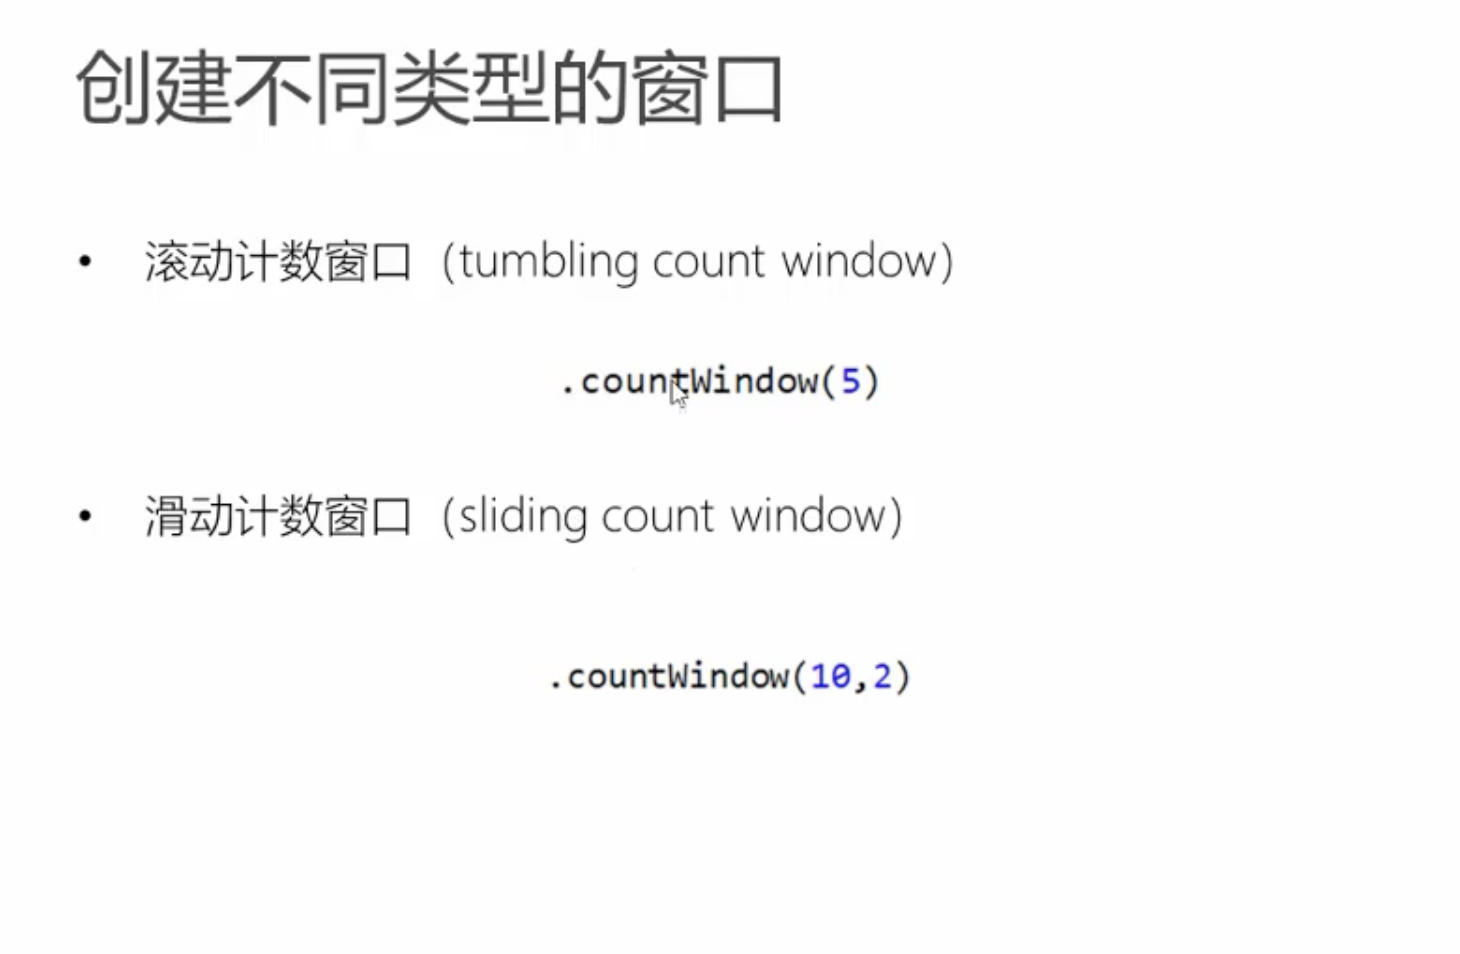 创建不同类型的窗口
• 滚动计数窗口（tumbling count window）
.countWindow(5)
• 滑动计数窗口（sliding count window）
.countWindow(10,2)